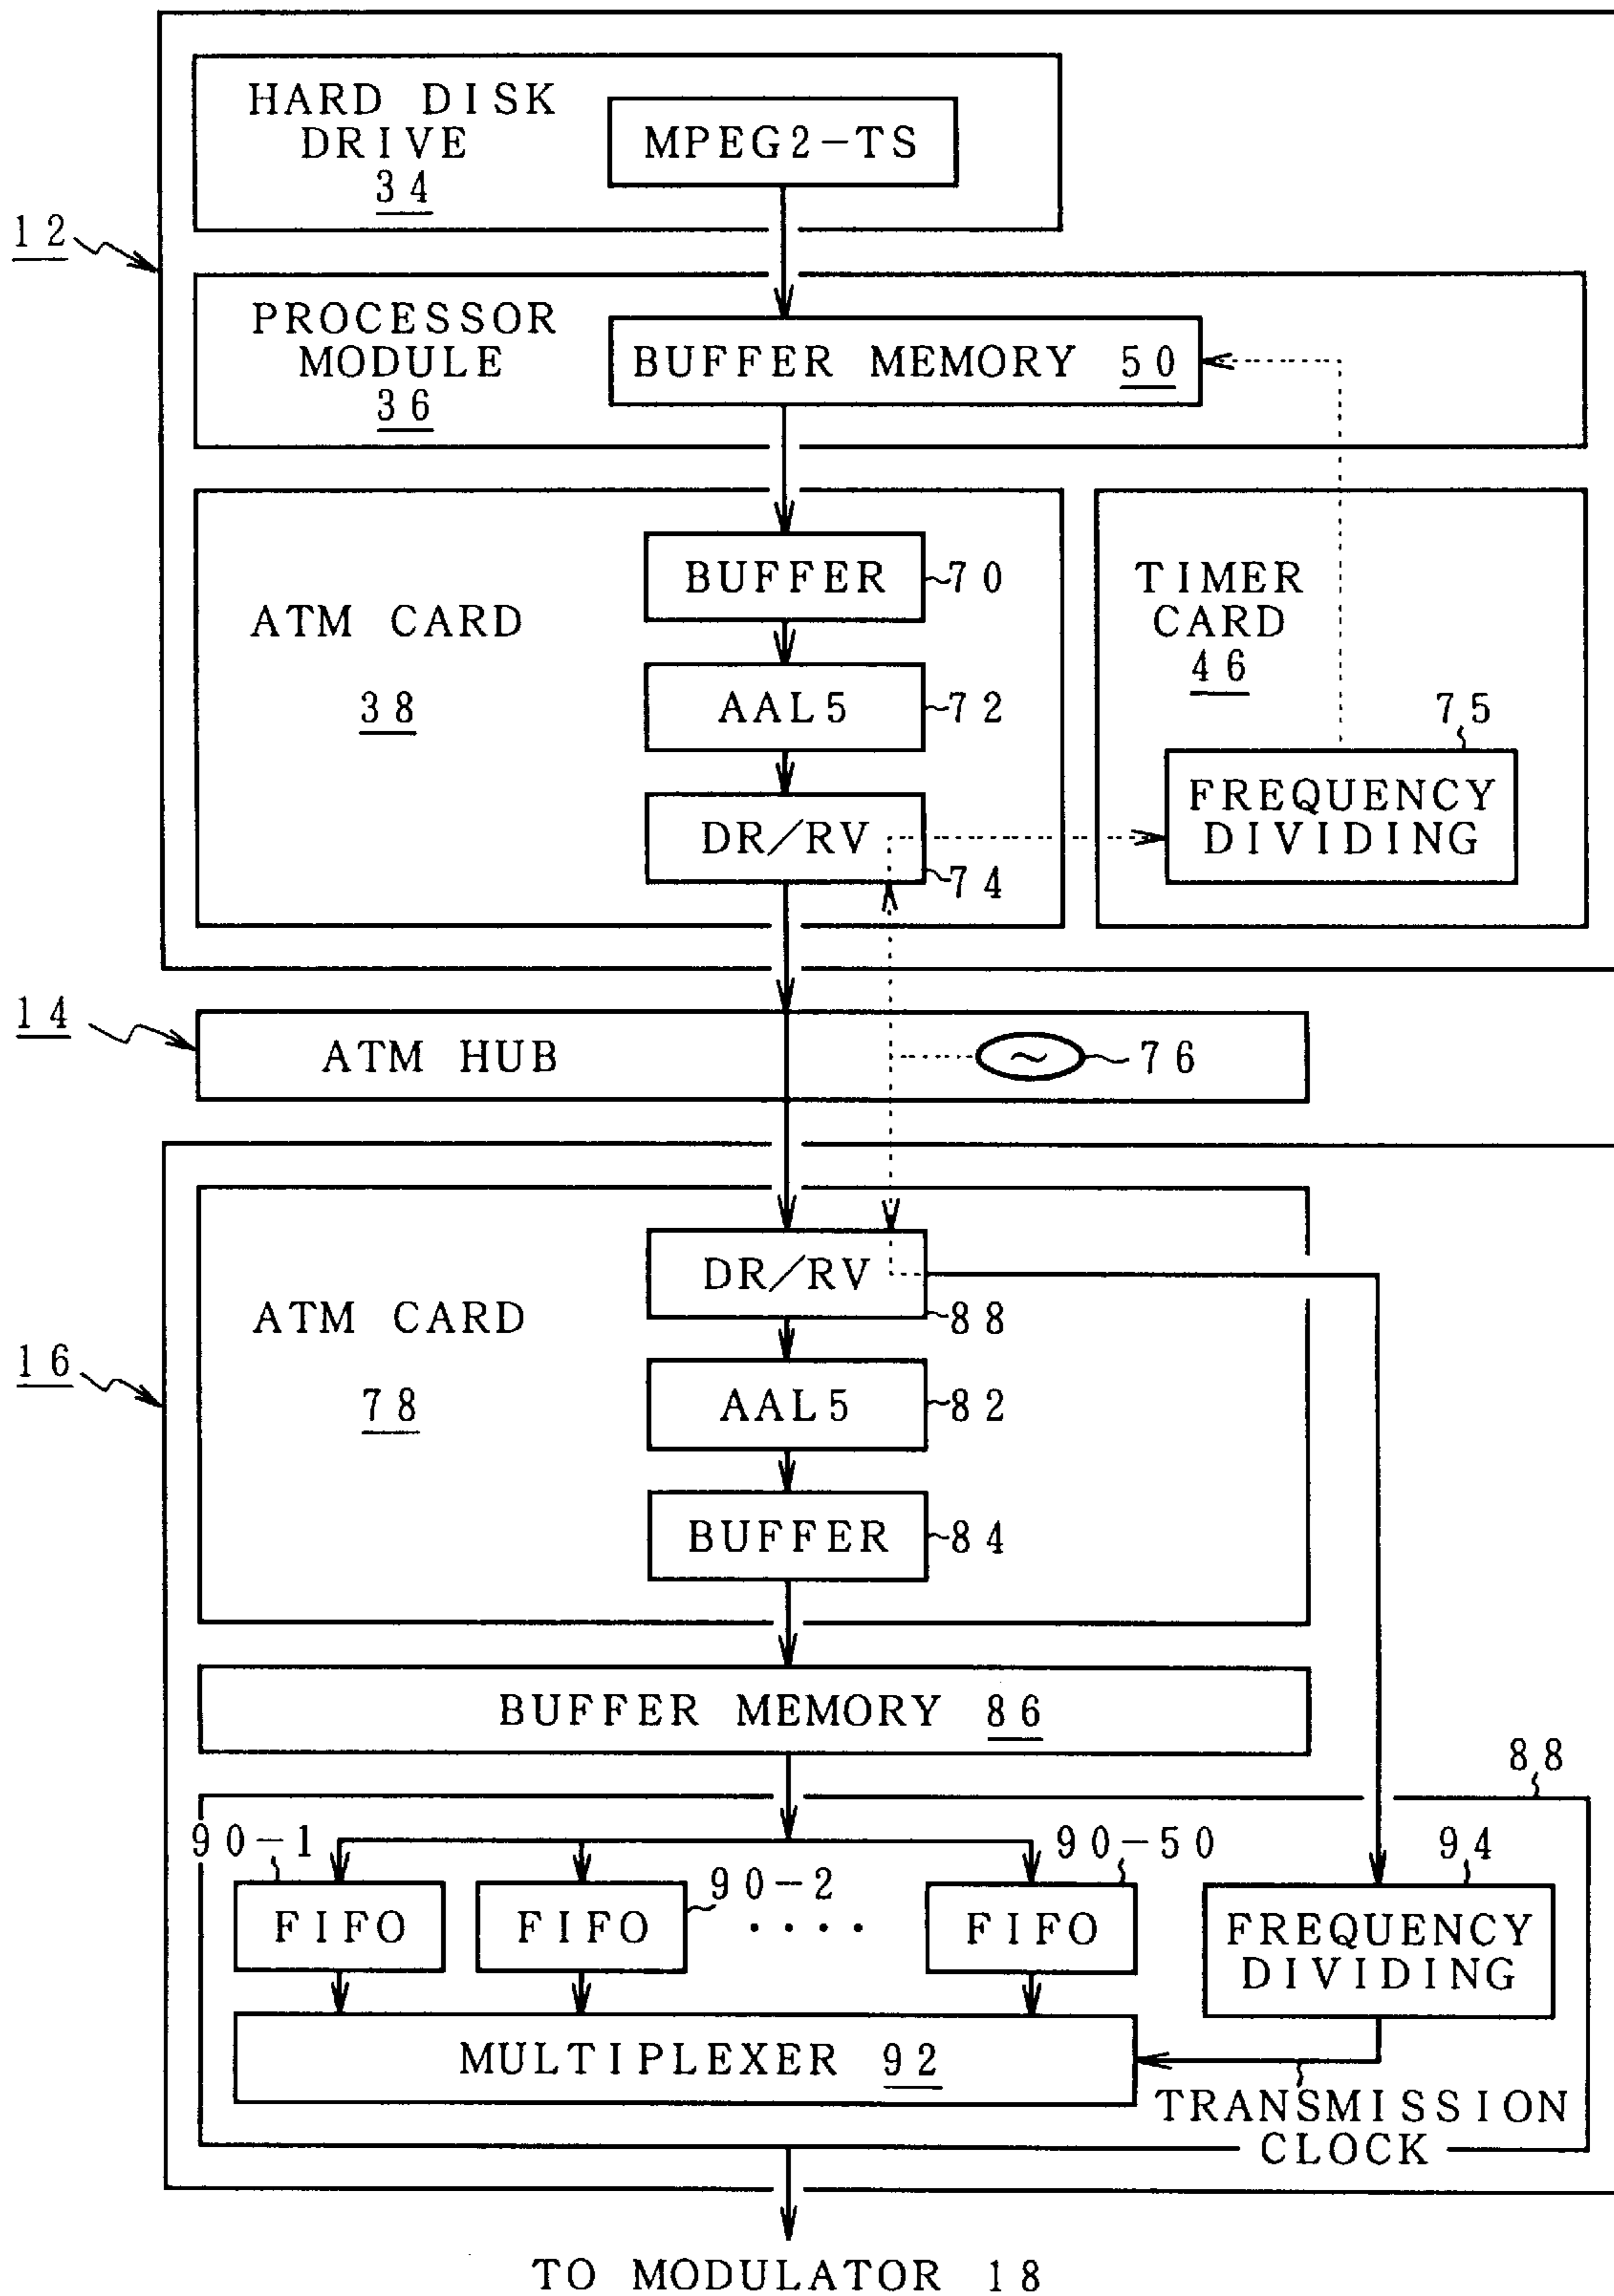 HARD DISK
DRIVE
34
MPEG2-TS
12
PROCESSOR
MODULE
36
BUFFER MEMORY 50
ATM CARD
38
BUFFER
70
AAL5
72
DR/RV
74
TIMER
CARD
46
75
FREQUENCY
DIVIDING
14
ATM HUB
~
76
16
ATM CARD
78
DR/RV
88
AAL5
82
BUFFER
84
BUFFER MEMORY 86
88
90-1
90-2
90-50
94
FIFO
FIFO
....
FIFO
FREQUENCY
DIVIDING
MULTIPLEXER 92
TRANSMISSION
CLOCK
TO MODULATOR 18